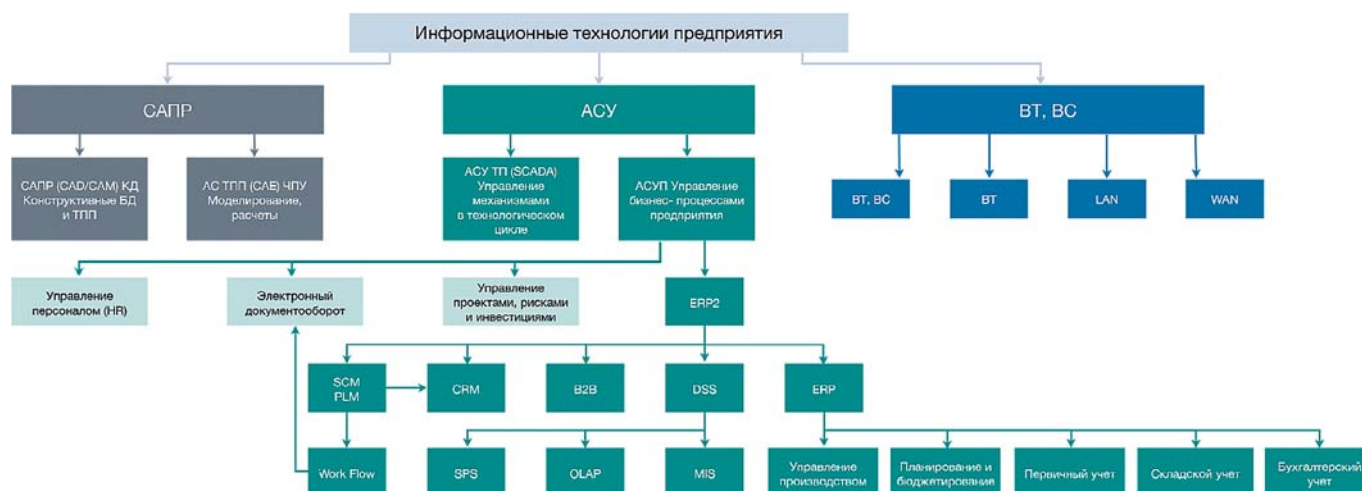 Информационные технологии предприятия
САПР
АСУ
ВТ, ВС
САПР (CAD/CAM) КД
Конструктивные БД
и ТПП
АС ТПП (CAE) ЧПУ
Моделирование,
расчеты
АСУ ТП (SCADA)
Управление
механизмами
в технологическом
цикле
АСУП Управление
бизнес- процессами
предприятия
ВТ, ВС
ВТ
LAN
WAN
Управление
персоналом (HR)
Электронный
документооборот
Управление
проектами, рисками
и инвестициями
ERP2
SCM
PLM
CRM
B2B
DSS
ERP
Work Flow
SPS
OLAP
MIS
Управление
производством
Планирование и
бюджетирование
Первичный учет
Складской учет
Бухгалтерский
учет